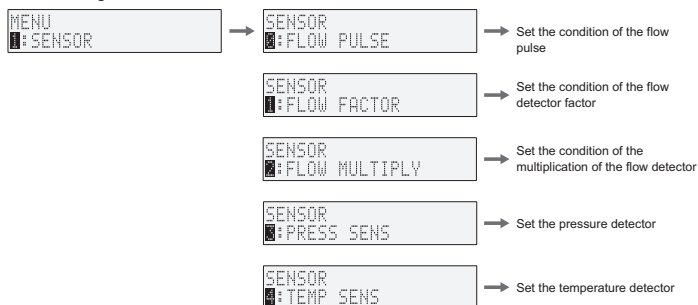 MENU
1:SENSOR
SENSOR
0:FLOW PULSE
Set the condition of the flow
pulse
SENSOR
1:FLOW FACTOR
Set the condition of the flow
detector factor
SENSOR
2:FLOW MULTIPLY
Set the condition of the
multiplication of the flow detector
SENSOR
3:PRESS SENS
Set the pressure detector
SENSOR
4:TEMP SENS
Set the temperature detector